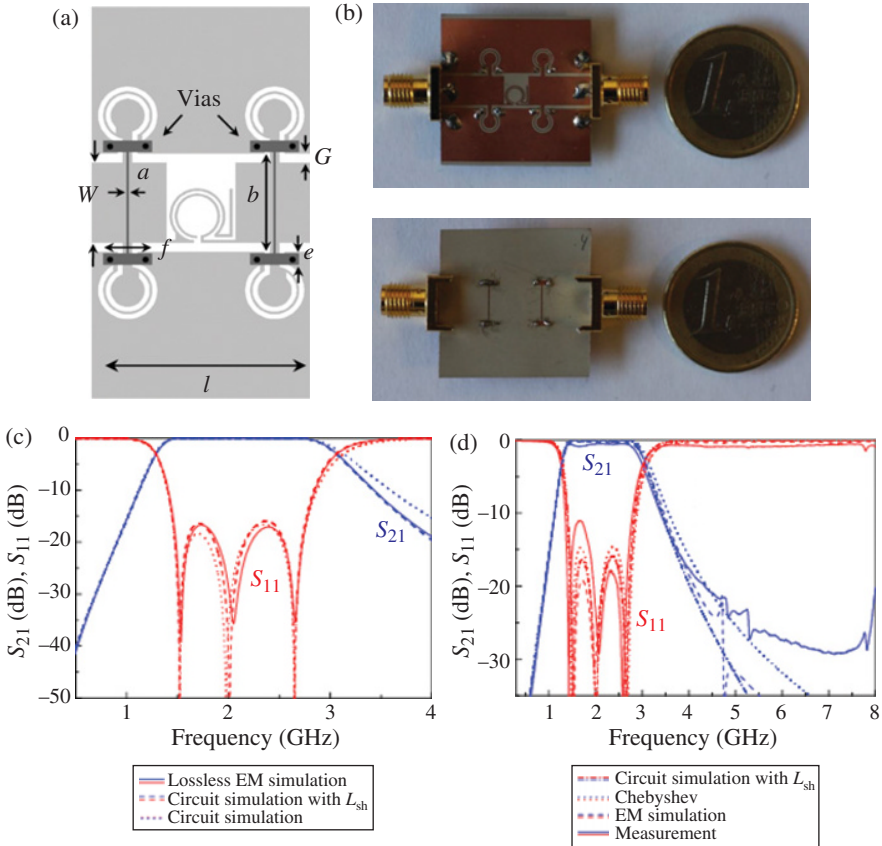 (a)
Vias
G
W
a
b
f
e
l
(b)
(c)
0
−10
−20
−30
−40
−50
S21 (dB), S11 (dB)
S11
S21
1
2
3
4
Frequency (GHz)
Lossless EM simulation
Circuit simulation with Lsh
Circuit simulation
(d)
0
−10
−20
−30
S21 (dB), S11 (dB)
S21
S11
1
2
3
4
5
6
7
8
Frequency (GHz)
Circuit simulation with Lsh
Chebyshev
EM simulation
Measurement